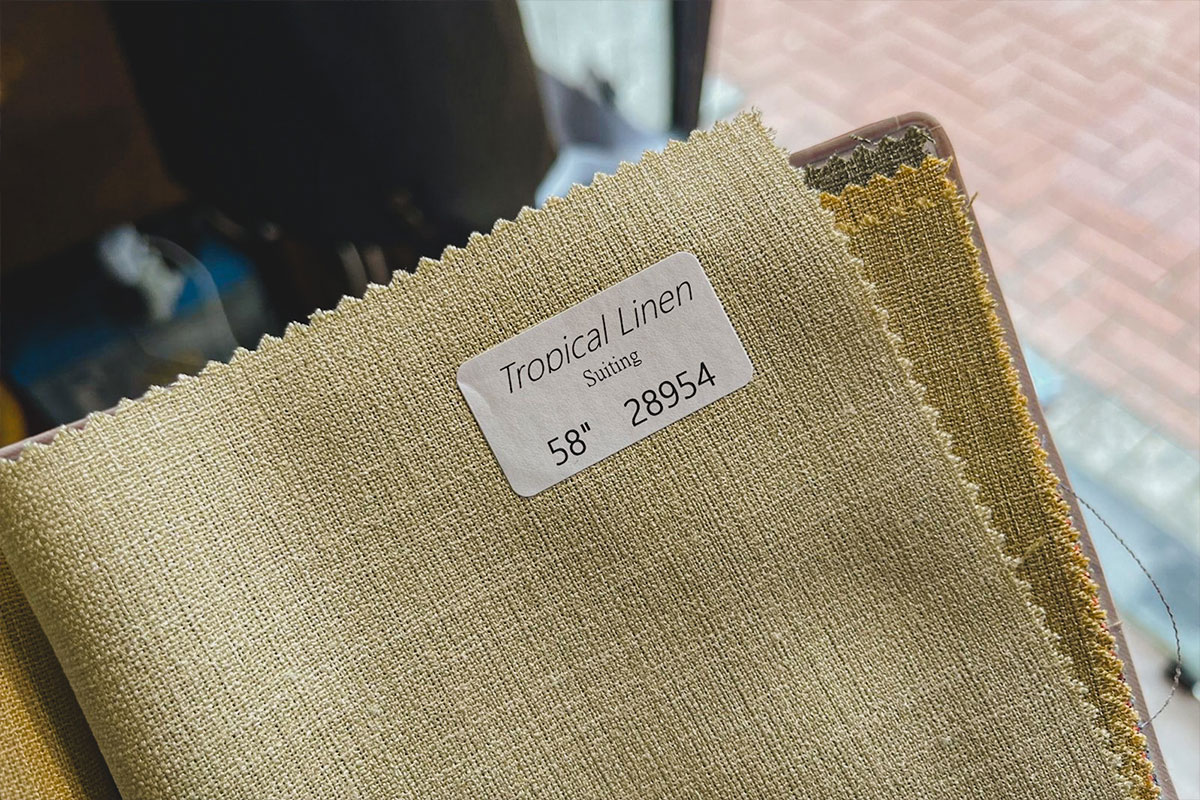 Tropical Linen
Suiting
58" 28954